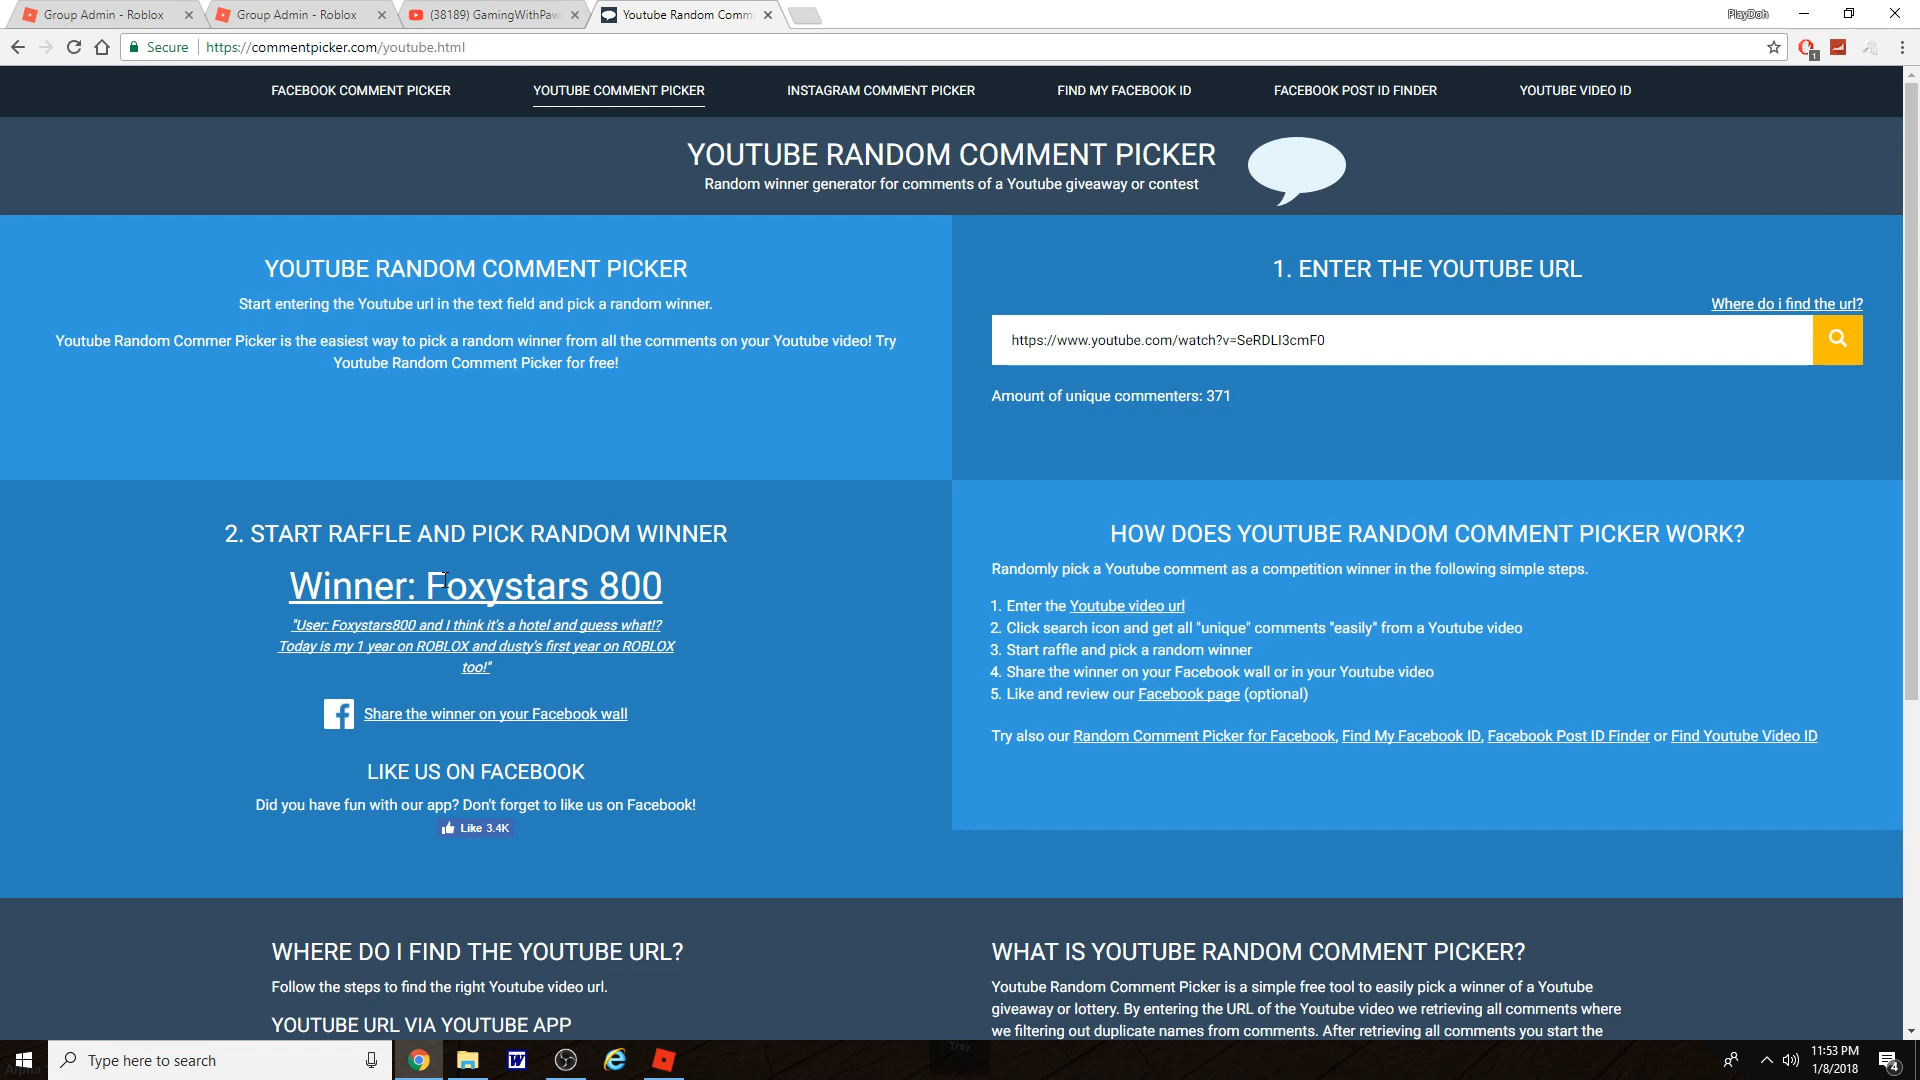 Group Admin - Roblox
Group Admin - Roblox
(38189) GamingWithPaw
Youtube Random Comm
PlayDoh
Secure
https://commentpicker.com/youtube.html
1
FACEBOOK COMMENT PICKER
YOUTUBE COMMENT PICKER
INSTAGRAM COMMENT PICKER
FIND MY FACEBOOK ID
FACEBOOK POST ID FINDER
YOUTUBE VIDEO ID
YOUTUBE RANDOM COMMENT PICKER
Random winner generator for comments of a Youtube giveaway or contest
YOUTUBE RANDOM COMMENT PICKER
Start entering the Youtube url in the text field and pick a random winner.
Youtube Random Commer Picker is the easiest way to pick a random winner from all the comments on your Youtube video! Try
Youtube Random Comment Picker for free!
1. ENTER THE YOUTUBE URL
Where do i find the url?
https://www.youtube.com/watch?v=SeRDLI3cmF0
Amount of unique commenters: 371
2. START RAFFLE AND PICK RANDOM WINNER
Winner: Foxystars 800
"User: Foxystars800 and I think it's a hotel and guess what!?
Today is my 1 year on ROBLOX and dusty's first year on ROBLOX
too!"
Share the winner on your Facebook wall
LIKE US ON FACEBOOK
Did you have fun with our app? Don't forget to like us on Facebook!
Like 3.4K
HOW DOES YOUTUBE RANDOM COMMENT PICKER WORK?
Randomly pick a Youtube comment as a competition winner in the following simple steps.
1. Enter the Youtube video url
2. Click search icon and get all "unique" comments "easily" from a Youtube video
3. Start raffle and pick a random winner
4. Share the winner on your Facebook wall or in your Youtube video
5. Like and review our Facebook page (optional)
Try also our Random Comment Picker for Facebook, Find My Facebook ID, Facebook Post ID Finder or Find Youtube Video ID
WHERE DO I FIND THE YOUTUBE URL?
Follow the steps to find the right Youtube video url.
YOUTUBE URL VIA YOUTUBE APP
WHAT IS YOUTUBE RANDOM COMMENT PICKER?
Youtube Random Comment Picker is a simple free tool to easily pick a winner of a Youtube
giveaway or lottery. By entering the URL of the Youtube video we retrieving all comments where
we filtering out duplicate names from comments. After retrieving all comments you start the
Tray
Type here to search
11:53 PM
1/8/2018
4